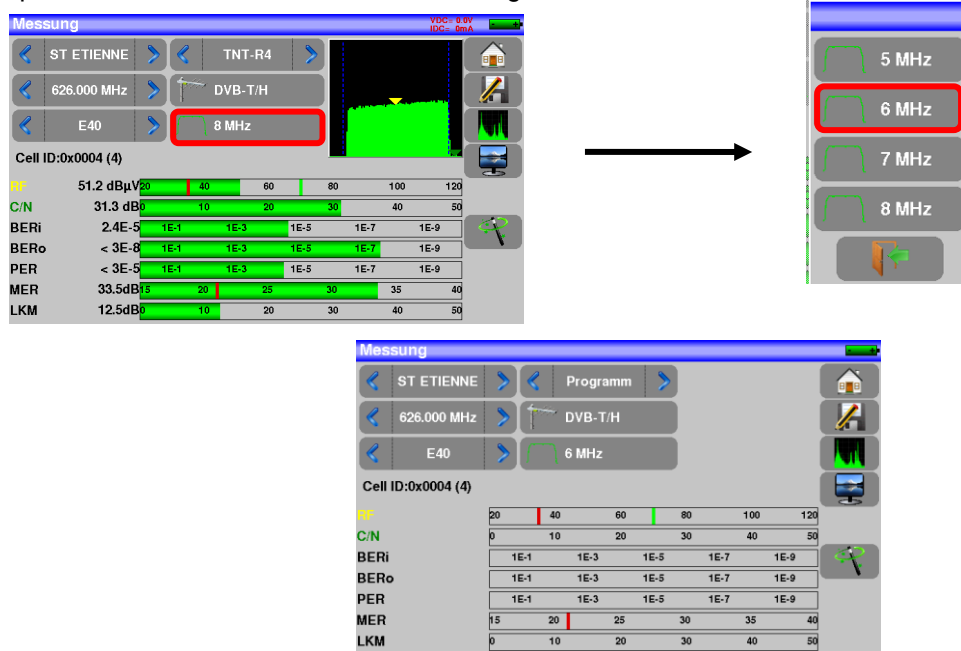 Messung VDC= 0.0V
IDC= 0mA
ST ETIENNE TNT-R4
626.000 MHz DVB-T/H
E40 8 MHz
Cell ID:0x0004 (4)
RF 51.2 dBµV 20 40 60 80 100 120
C/N 31.3 dB 0 10 20 30 40 50
BERi 2.4E-5 1E-1 1E-3 1E-5 1E-7 1E-9
BERo < 3E-8 1E-1 1E-3 1E-5 1E-7 1E-9
PER < 3E-5 1E-1 1E-3 1E-5 1E-7 1E-9
MER 33.5dB 15 20 25 30 35 40
LKM 12.5dB 0 10 20 30 40 50
5 MHz
6 MHz
7 MHz
8 MHz
Messung
ST ETIENNE Programm
626.000 MHz DVB-T/H
E40 6 MHz
Cell ID:0x0004 (4)
RF 20 40 60 80 100 120
C/N 0 10 20 30 40 50
BERi 1E-1 1E-3 1E-5 1E-7 1E-9
BERo 1E-1 1E-3 1E-5 1E-7 1E-9
PER 1E-1 1E-3 1E-5 1E-7 1E-9
MER 15 20 25 30 35 40
LKM 0 10 20 30 40 50